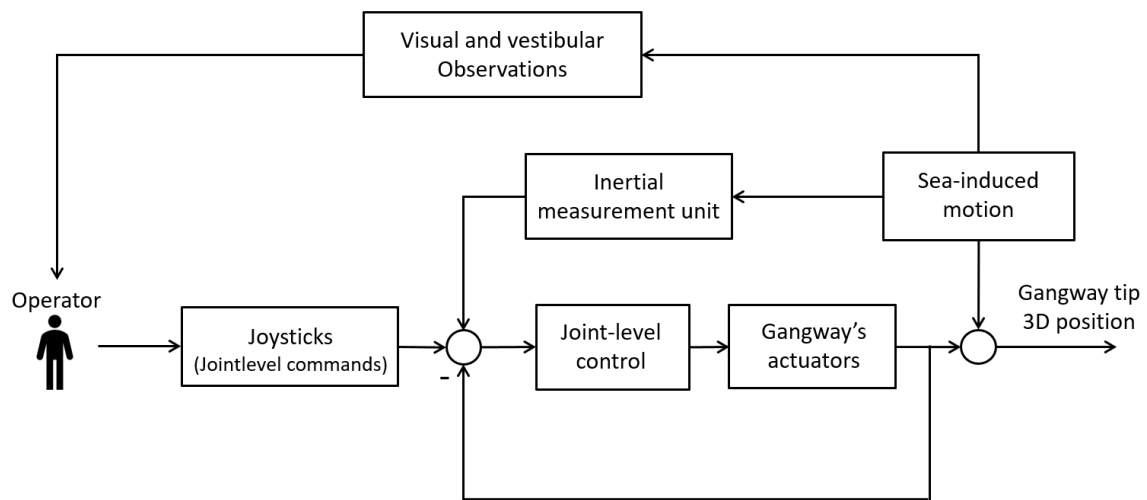 Visual and vestibular
Observations
Inertial
measurement unit
Sea-induced
motion
Operator
Joysticks
(Jointlevel commands)
-
Joint-level
control
Gangway's
actuators
Gangway tip
3D position